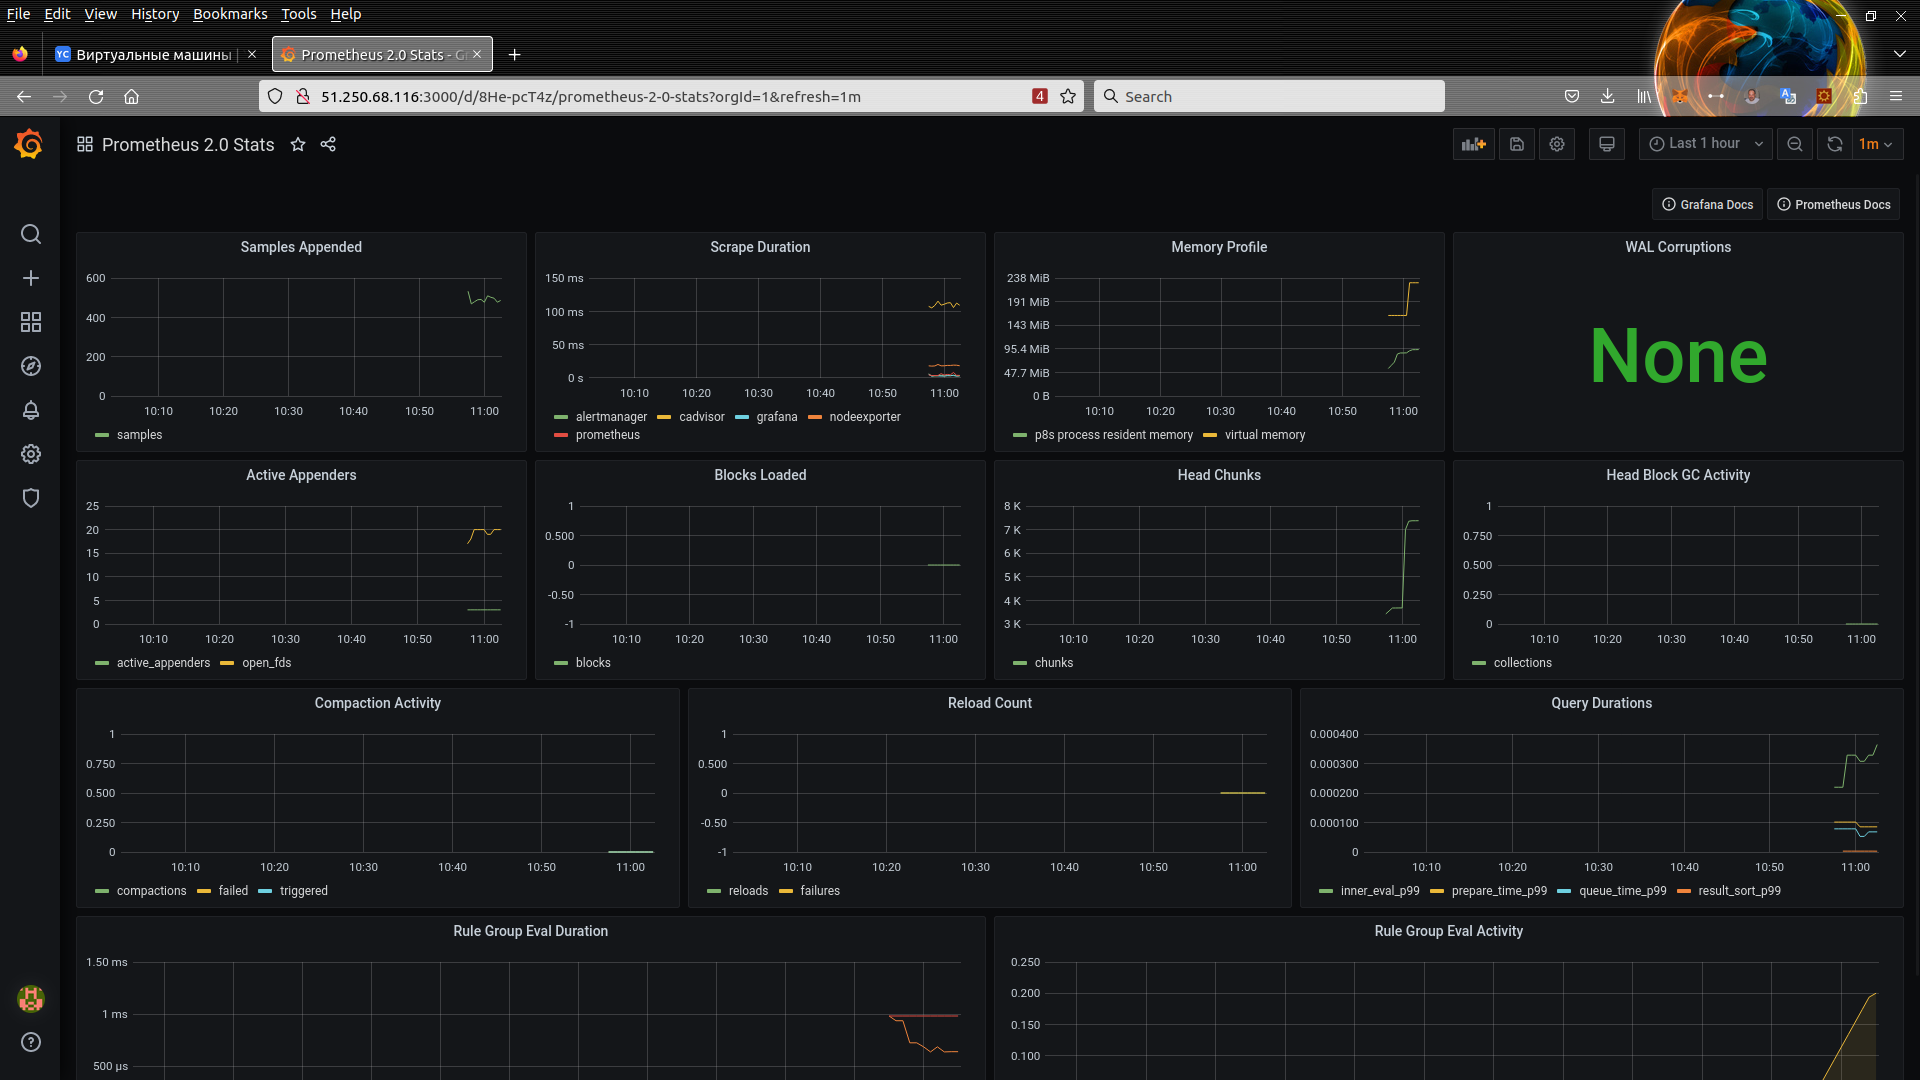 File Edit View History Bookmarks Tools Help
YC Виртуальные машины Prometheus 2.0 Stats - G
51.250.68.116:3000/d/8He-pcT4z/prometheus-2-0-stats?orgId=1&refresh=1m 4 Search
Prometheus 2.0 Stats Last 1 hour 1m
Grafana Docs Prometheus Docs
Samples Appended
600
400
200
0
10:10 10:20 10:30 10:40 10:50 11:00
samples
Scrape Duration
150 ms
100 ms
50 ms
0 s
10:10 10:20 10:30 10:40 10:50 11:00
alertmanager cadvisor grafana nodeexporter
prometheus
Memory Profile
238 MiB
191 MiB
143 MiB
95.4 MiB
47.7 MiB
0 B
10:10 10:20 10:30 10:40 10:50 11:00
p8s process resident memory virtual memory
WAL Corruptions
None
Active Appenders
25
20
15
10
5
0
10:10 10:20 10:30 10:40 10:50 11:00
active_appenders open_fds
Blocks Loaded
1
0.500
0
-0.50
-1
10:10 10:20 10:30 10:40 10:50 11:00
blocks
Head Chunks
8 K
7 K
6 K
5 K
4 K
3 K
10:10 10:20 10:30 10:40 10:50 11:00
chunks
Head Block GC Activity
1
0.750
0.500
0.250
0
10:10 10:20 10:30 10:40 10:50 11:00
collections
Compaction Activity
1
0.750
0.500
0.250
0
10:10 10:20 10:30 10:40 10:50 11:00
compactions failed triggered
Reload Count
1
0.500
0
-0.50
-1
10:10 10:20 10:30 10:40 10:50 11:00
reloads failures
Query Durations
0.000400
0.000300
0.000200
0.000100
0
10:10 10:20 10:30 10:40 10:50 11:00
inner_eval_p99 prepare_time_p99 queue_time_p99 result_sort_p99
Rule Group Eval Duration
1.50 ms
1 ms
500 µs
Rule Group Eval Activity
0.250
0.200
0.150
0.100